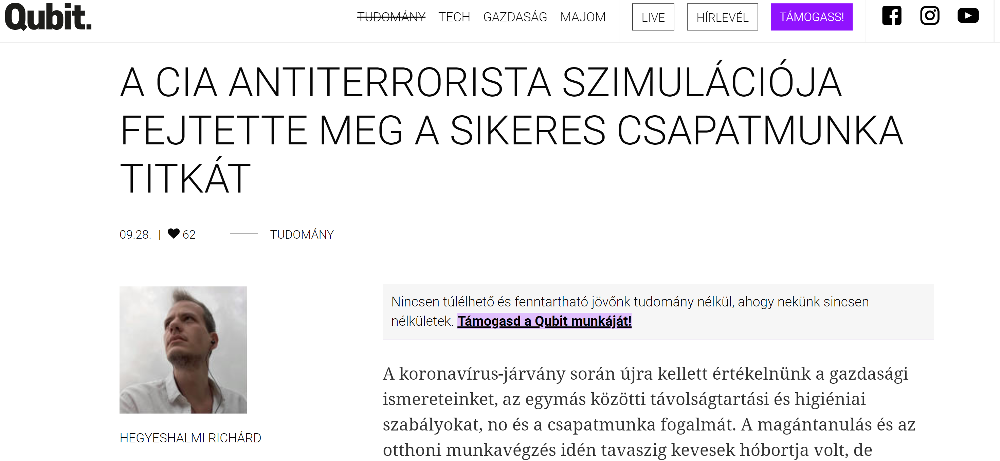 Qubit.
TUDOMÁNY TECH GAZDASÁG MAJOM LIVE HÍRLEVÉL TÁMOGASS!
A CIA ANTITERRORISTA SZIMULÁCIÓJA
FEJTETTE MEG A SIKERES CSAPATMUNKA
TITKÁT
09.28. | 62 TUDOMÁNY
HEGYESHALMI RICHÁRD
Nincsen túlélhető és fenntartható jövőnk tudomány nélkül, ahogy nekünk sincsen
nélkületek. Támogasd a Qubit munkáját!
A koronavírus-járvány során újra kellett értékelnünk a gazdasági
ismereteinket, az egymás közötti távolságtartási és higiéniai
szabályokat, no és a csapatmunka fogalmát. A magántanulás és az
otthoni munkavégzés idén tavaszig kevesek hóbortja volt, de